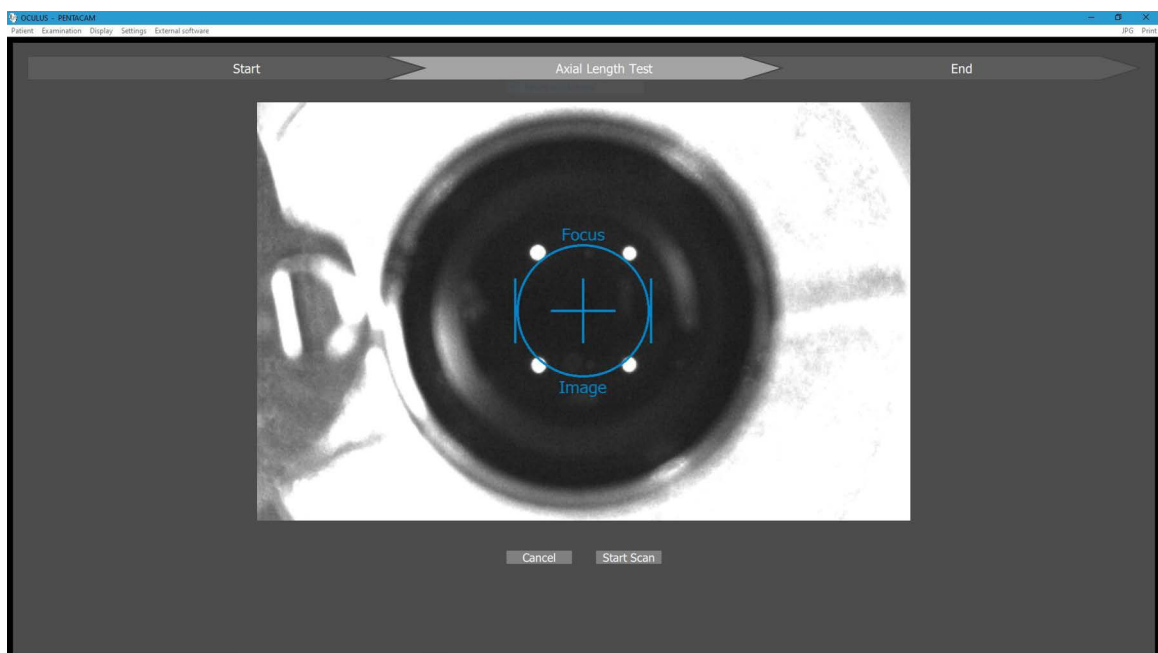 OCULUS - PENTACAM
Patient Examination Display Settings External software JPG Print
Start Axial Length Test End
Focus
Image
Cancel Start Scan